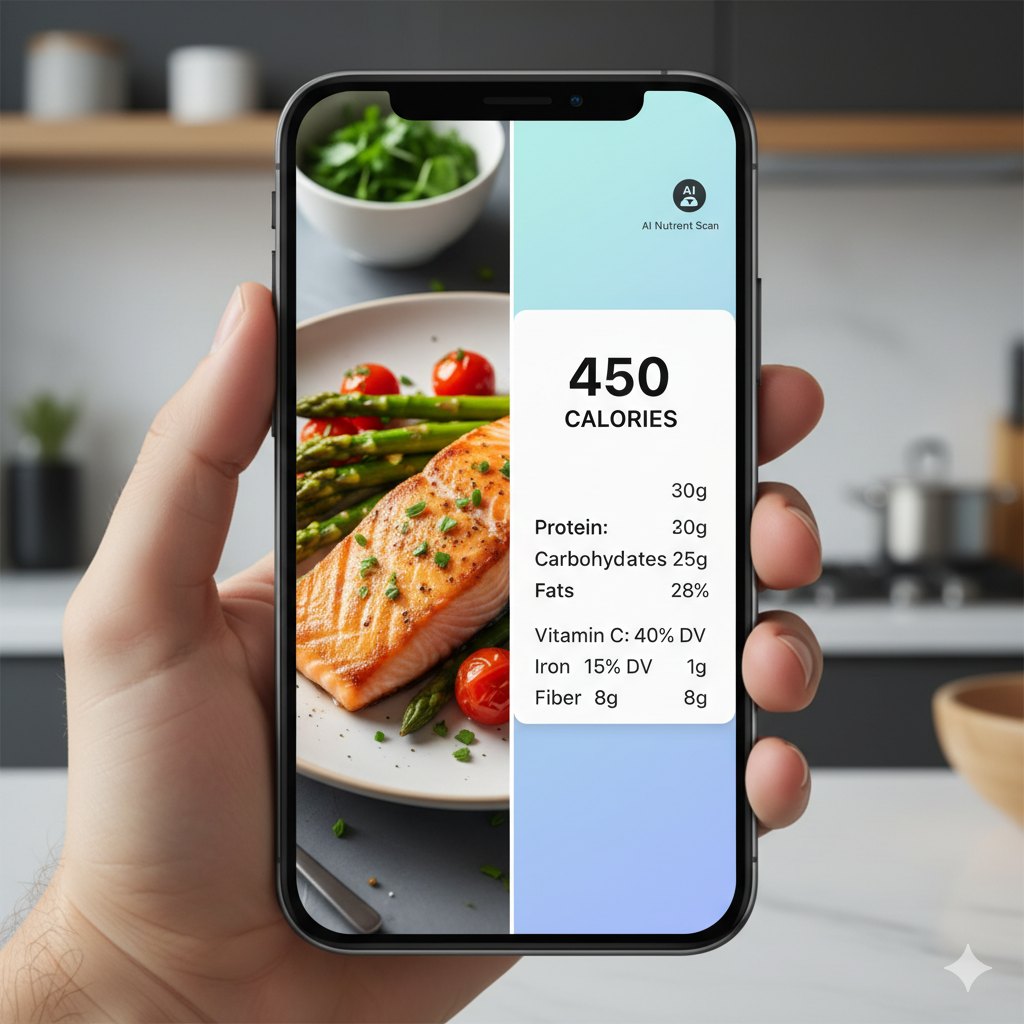 AI
AI Nutrent Scan
450
CALORIES
30g
Protein: 30g
Carbohydates 25g
Fats 28%
Vitamin C: 40% DV
Iron 15% DV 1g
Fiber 8g 8g